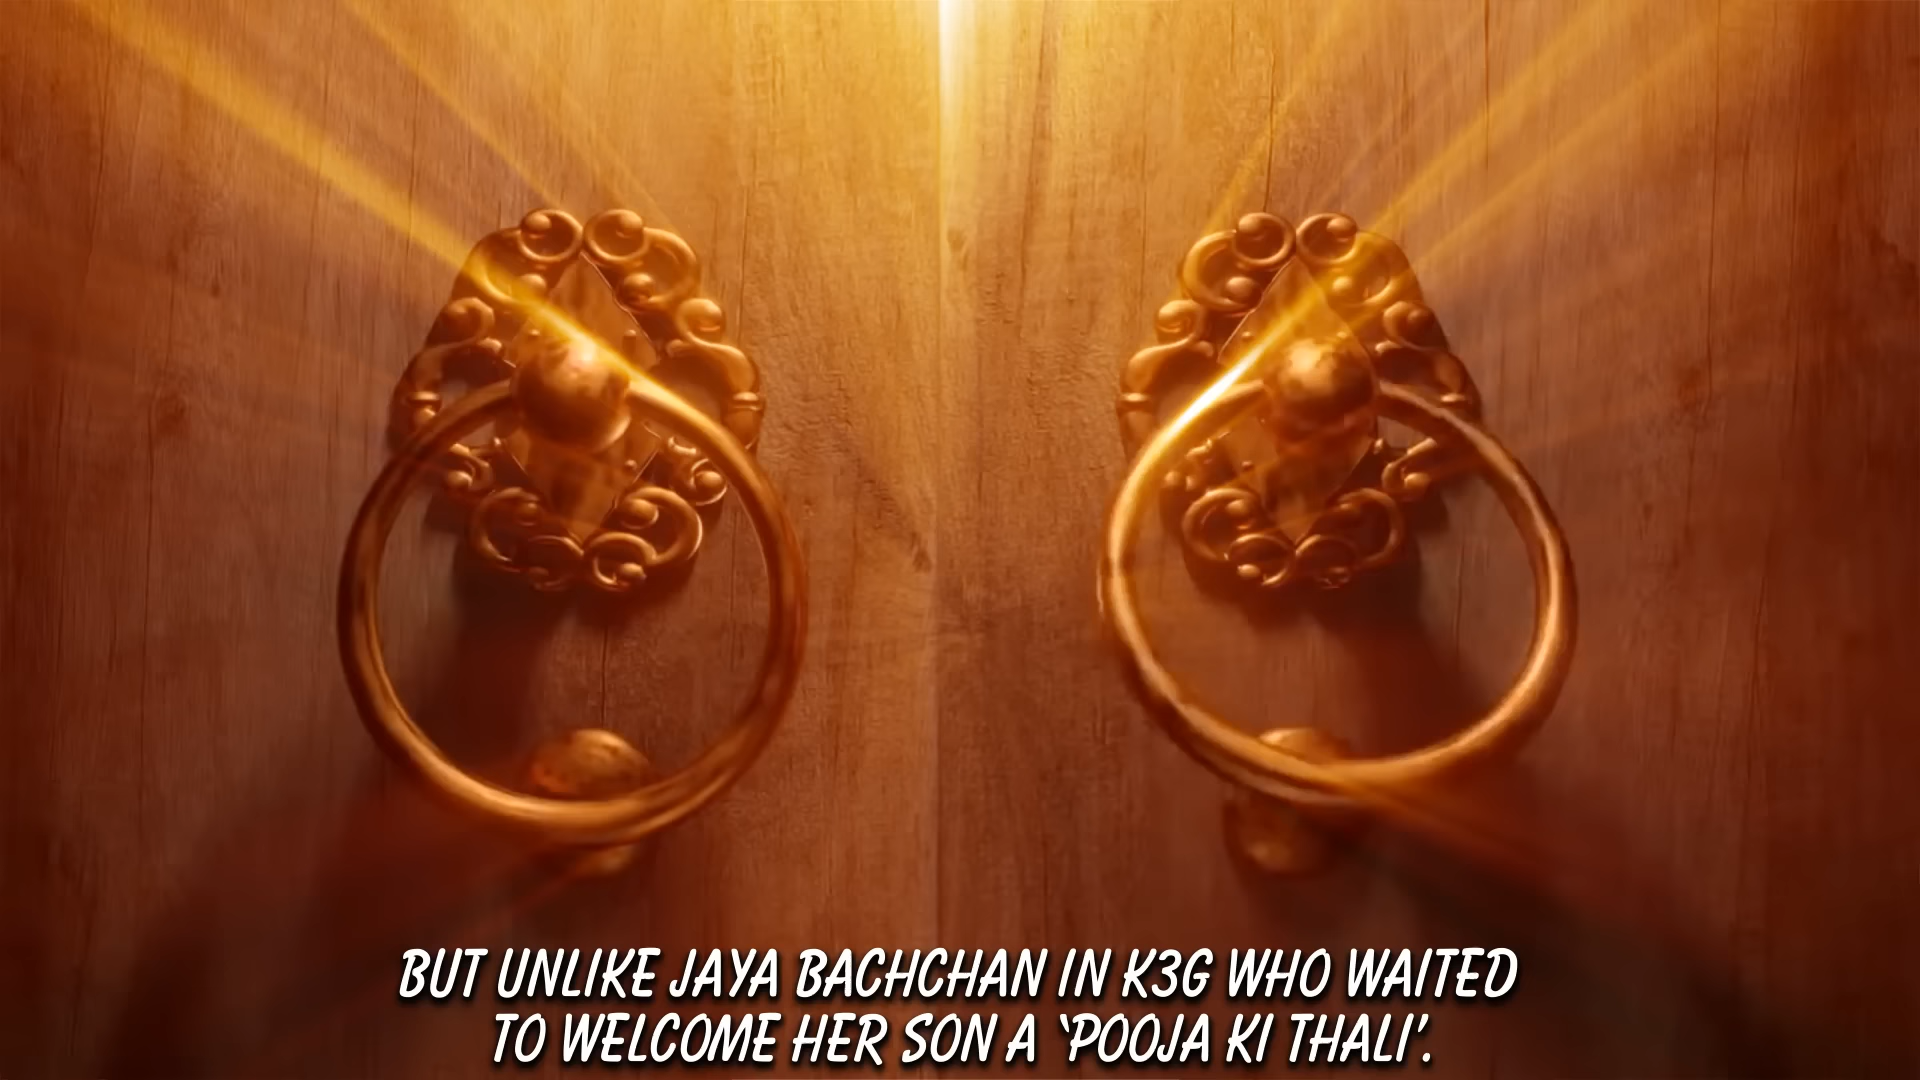 BUT UNLIKE JAYA BACHCHAN IN K3G WHO WAITED
TO WELCOME HER SON A ‘POOJA KI THALI’.